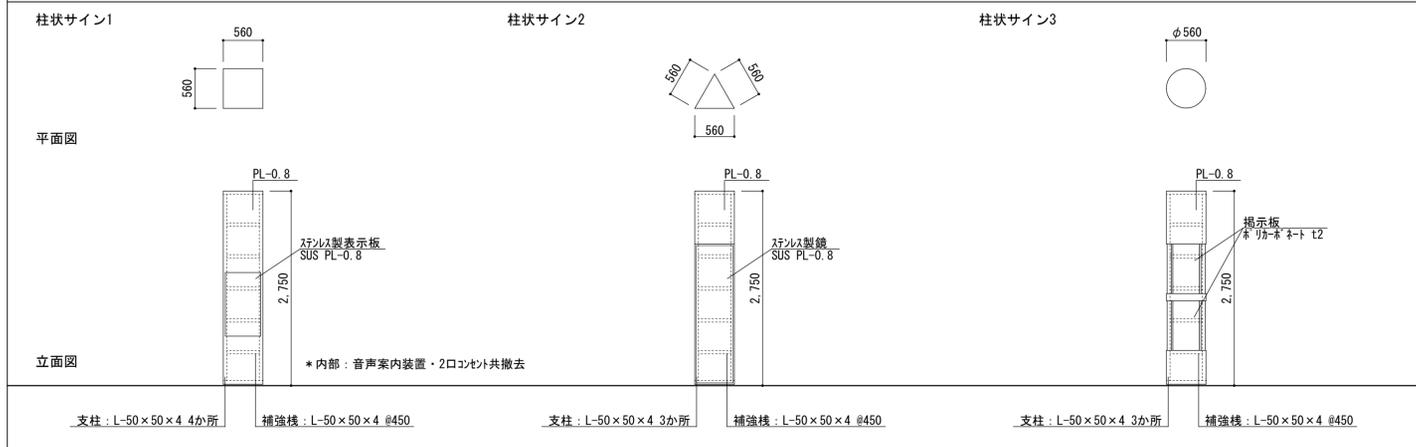 柱状サイン1
柱状サイン2
柱状サイン3
560
560
560
560
560
φ560
平面図
PL-0.8
PL-0.8
PL-0.8
ステンレス製表示板
SUS PL-0.8
2,750
ステンレス製鏡
SUS PL-0.8
2,750
掲示板
ポリカーボネート t2
2,750
立面図
*内部：音声案内装置・2口コンセント共撤去
支柱：L-50×50×4 4か所
補強桟：L-50×50×4 @450
支柱：L-50×50×4 3か所
補強桟：L-50×50×4 @450
支柱：L-50×50×4 3か所
補強桟：L-50×50×4 @450